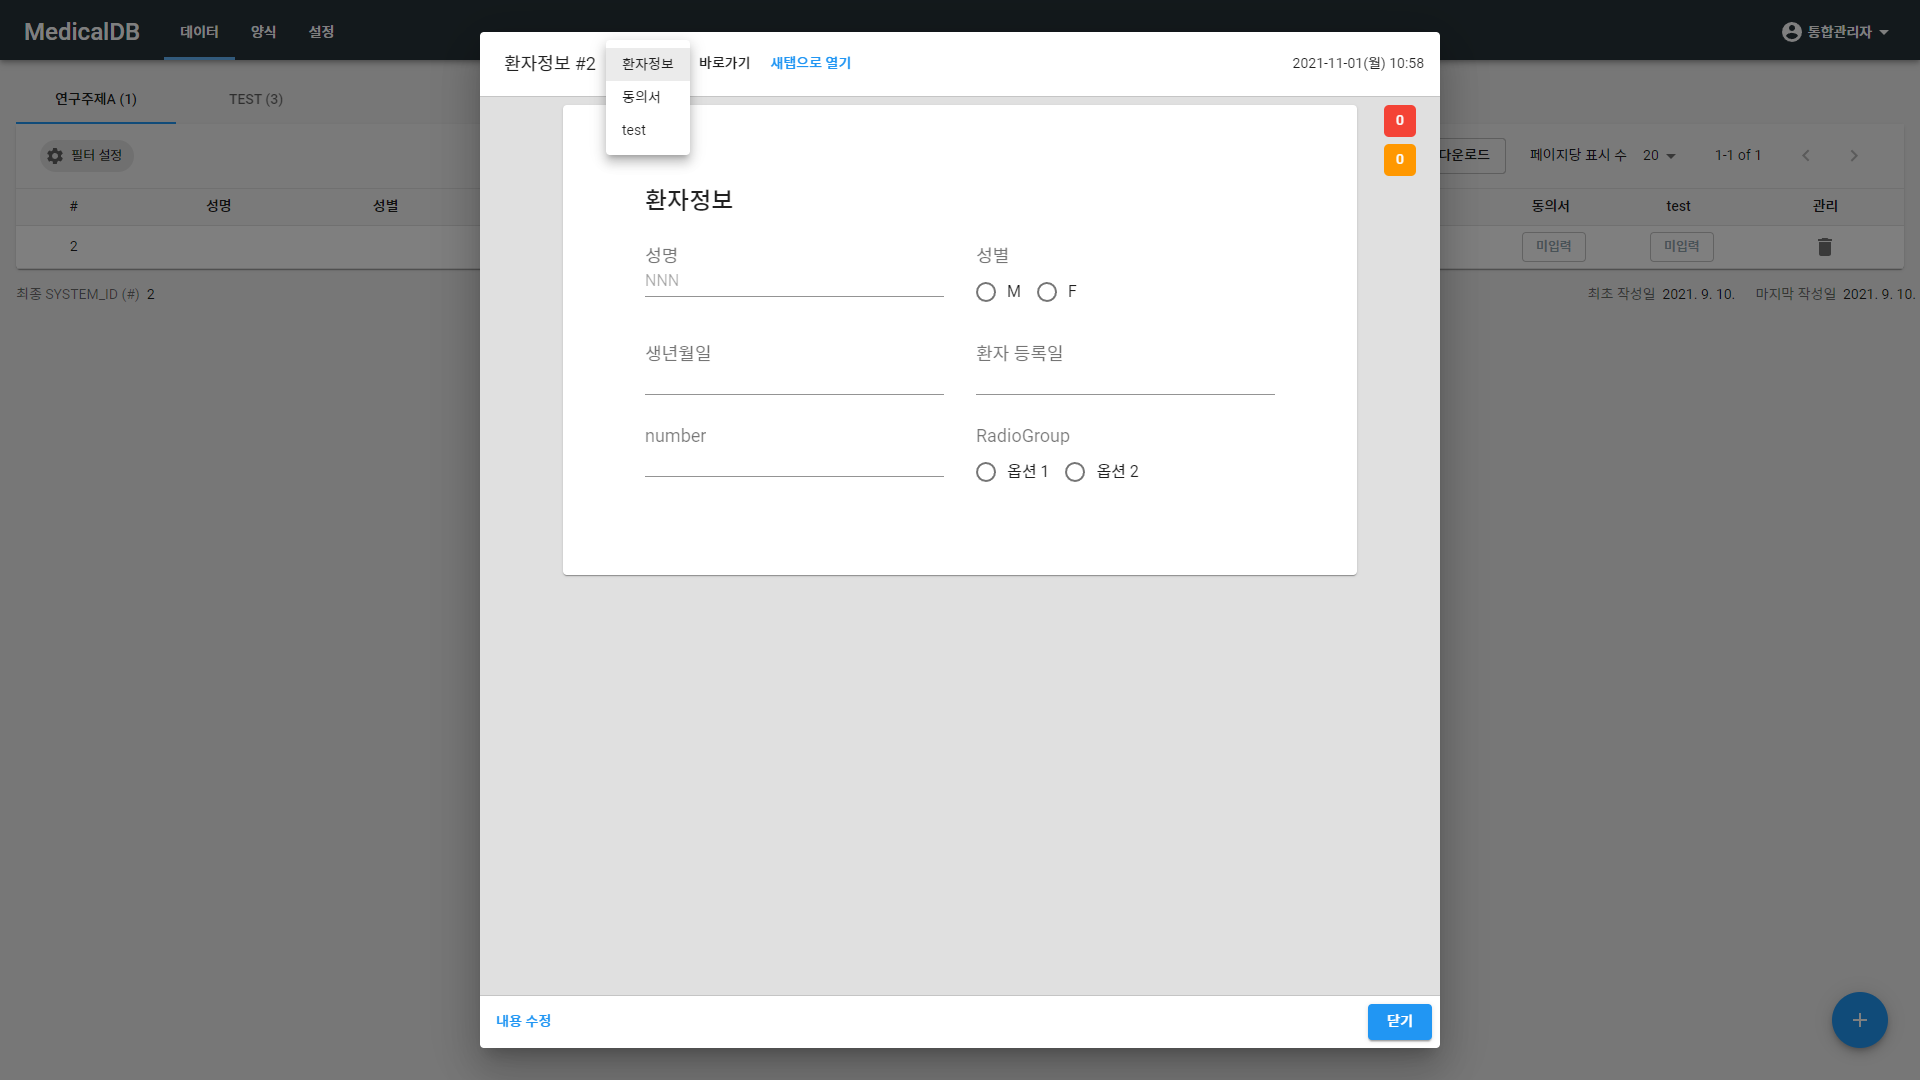 MedicalDB 데이터 양식 설정 통합관리자
환자정보 #2 환자정보 바로가기 새탭으로 열기 2021-11-01(월) 10:58
동의서
test
연구주제A (1) TEST (3)
0
0
필터 설정 다운로드 페이지당 표시 수 20 1-1 of 1
# 성명 성별 동의서 test 관리
2 미입력 미입력
최종 SYSTEM_ID (#) 2 최초 작성일 2021. 9. 10. 마지막 작성일 2021. 9. 10.
환자정보
성명 성별
NNN M F
생년월일 환자 등록일
number RadioGroup
옵션 1 옵션 2
내용 수정 닫기